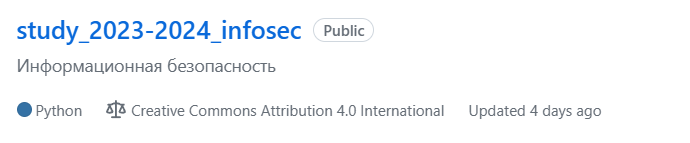 study_2023-2024_infosec Public
Информационная безопасность
Python Creative Commons Attribution 4.0 International Updated 4 days ago